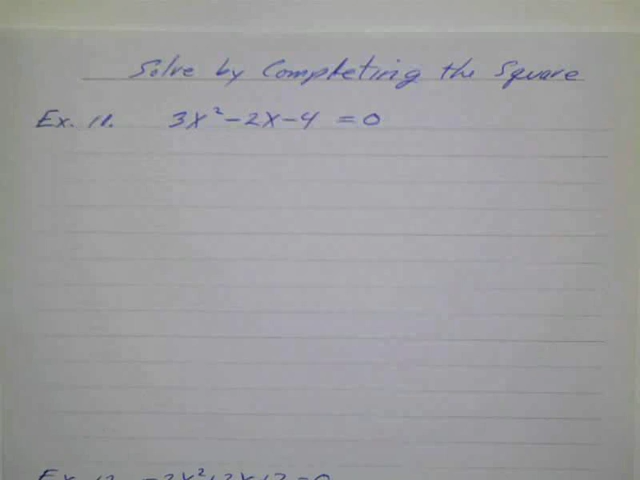 Solve by Completing the Square
Ex. 11. 3x²-2x-4 = 0